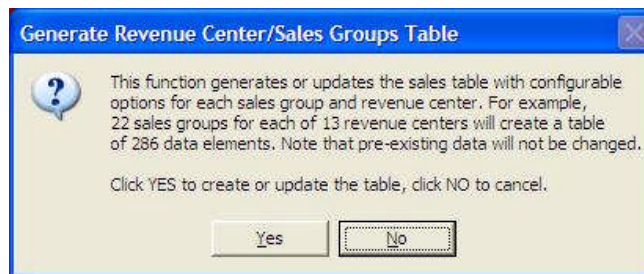 Generate Revenue Center/Sales Groups Table
This function generates or updates the sales table with configurable
options for each sales group and revenue center. For example,
22 sales groups for each of 13 revenue centers will create a table
of 286 data elements. Note that pre-existing data will not be changed.
Click YES to create or update the table, click NO to cancel.
Yes
No